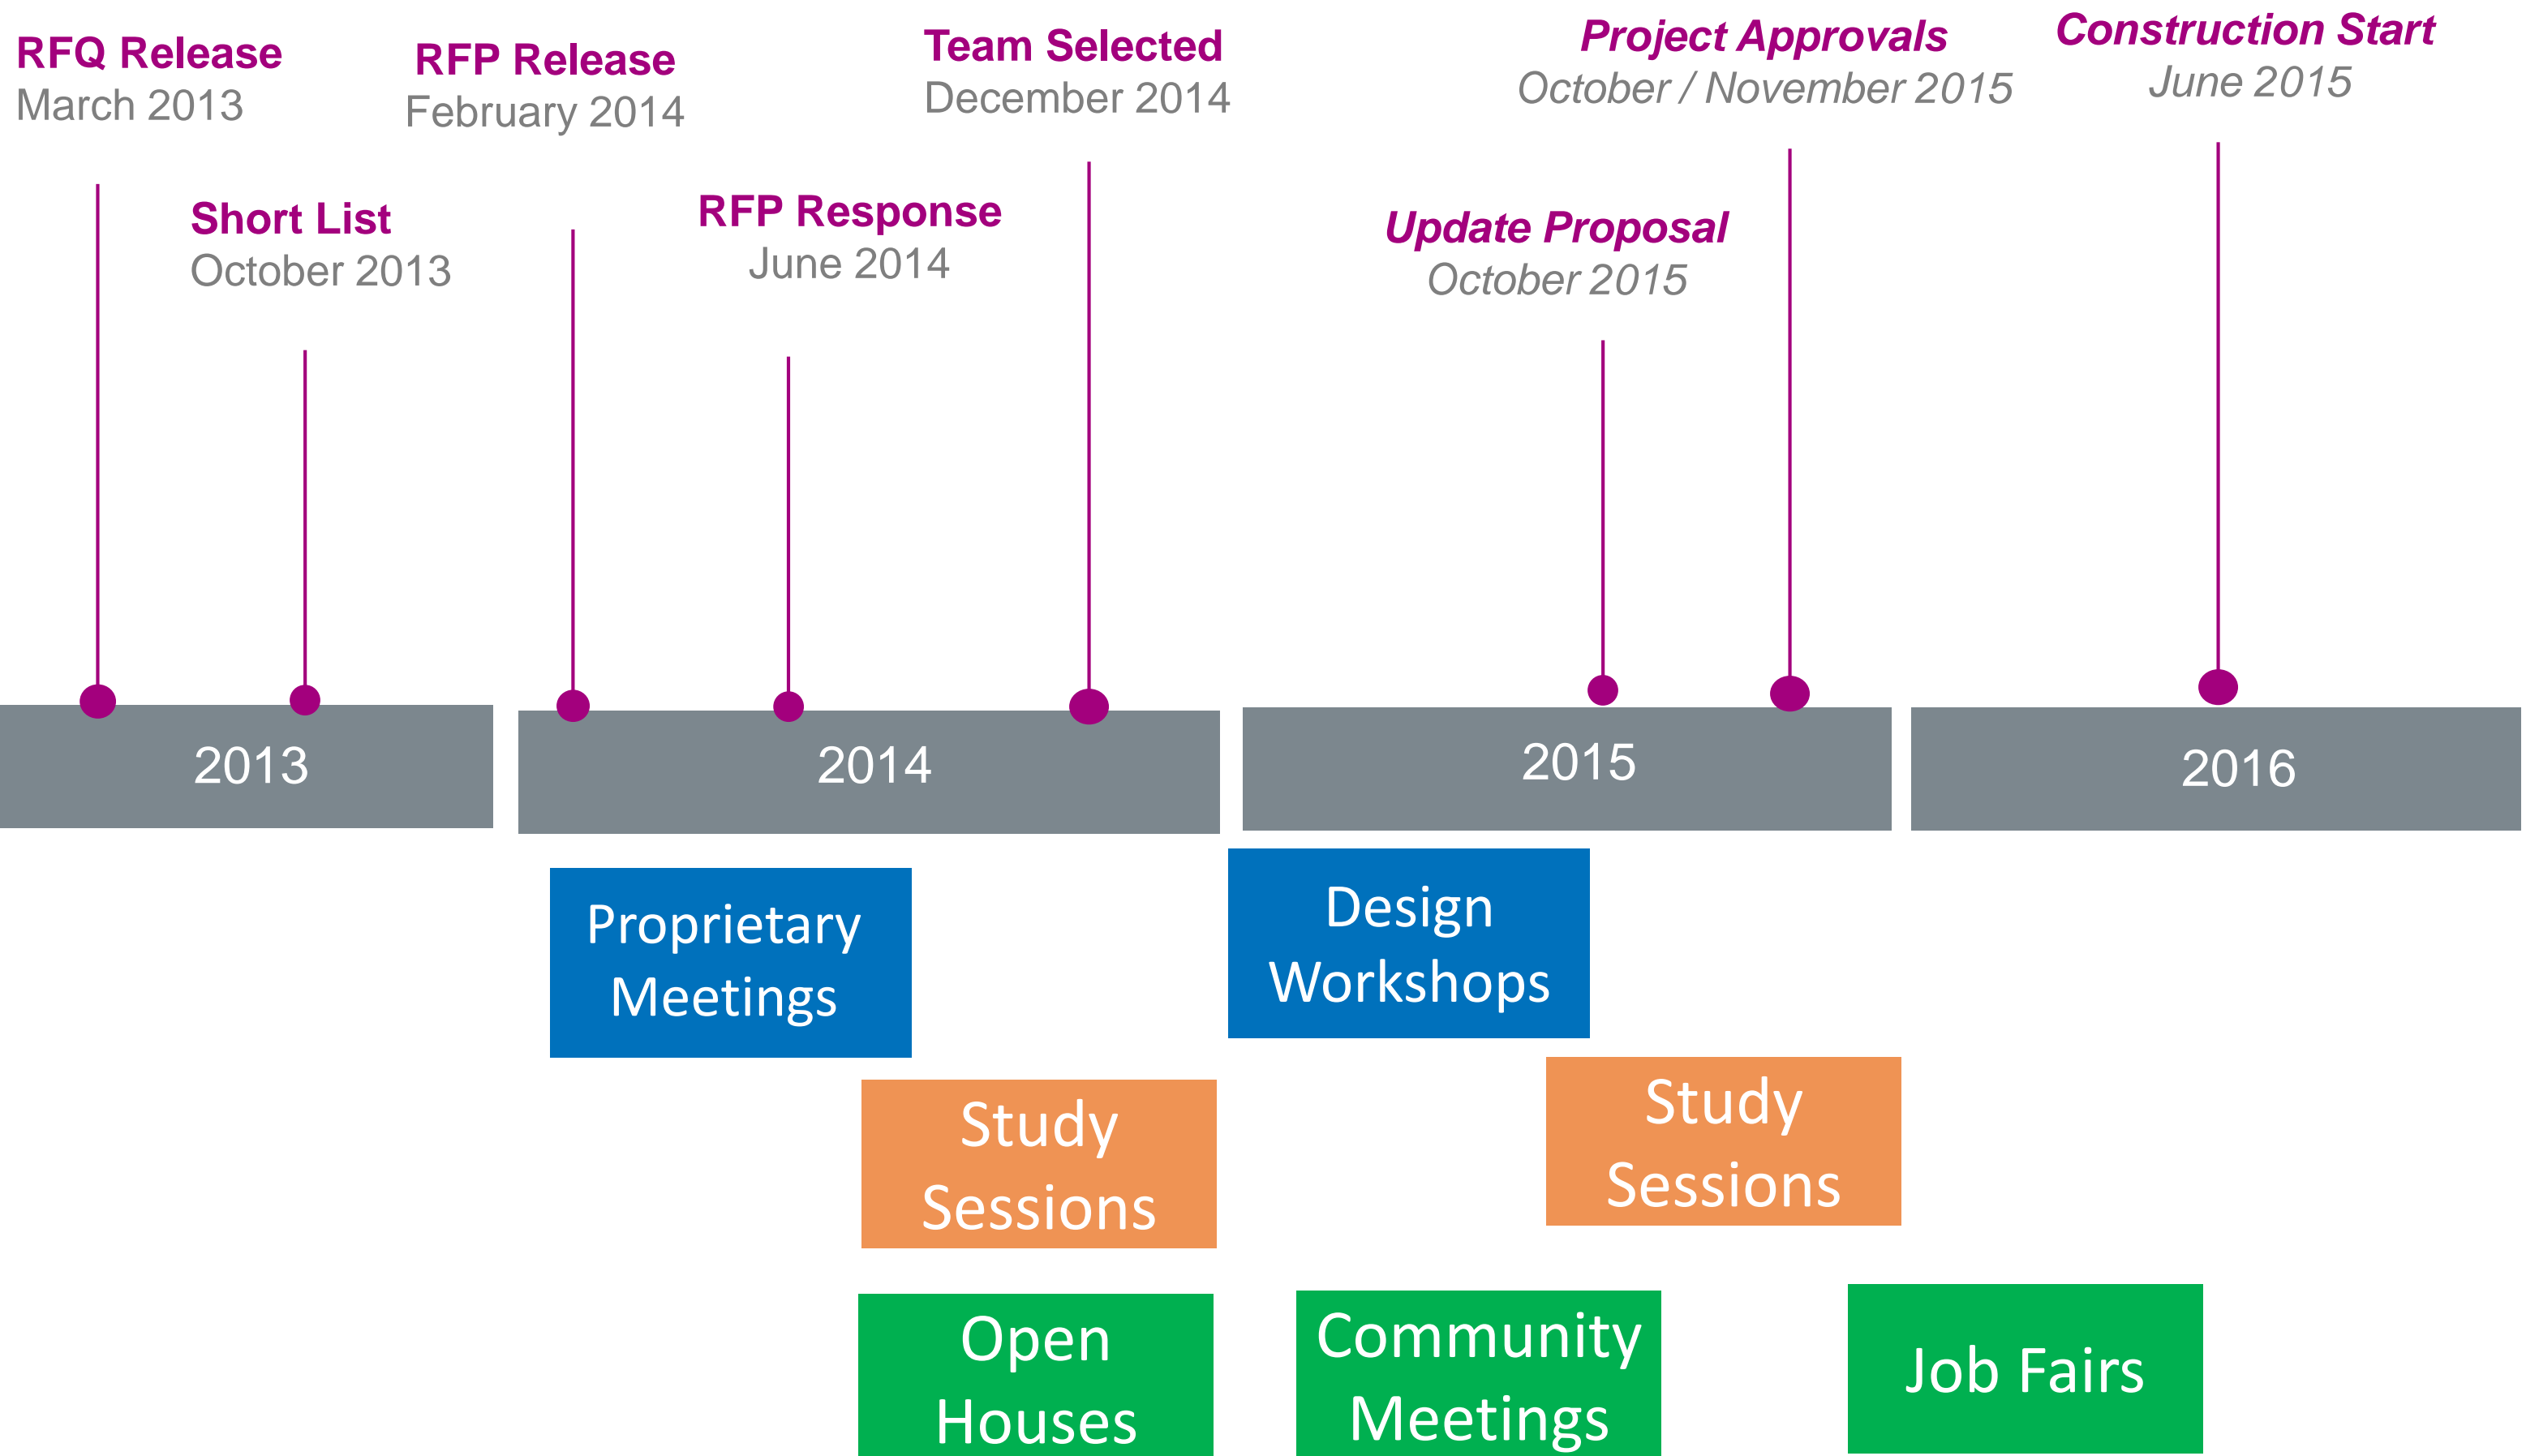 RFQ Release
March 2013
Short List
October 2013
RFP Release
February 2014
RFP Response
June 2014
Team Selected
December 2014
Update Proposal
October 2015
Project Approvals
October / November 2015
Construction Start
June 2015
2013
2014
2015
2016
Proprietary
Meetings
Design
Workshops
Study
Sessions
Study
Sessions
Open
Houses
Community
Meetings
Job Fairs